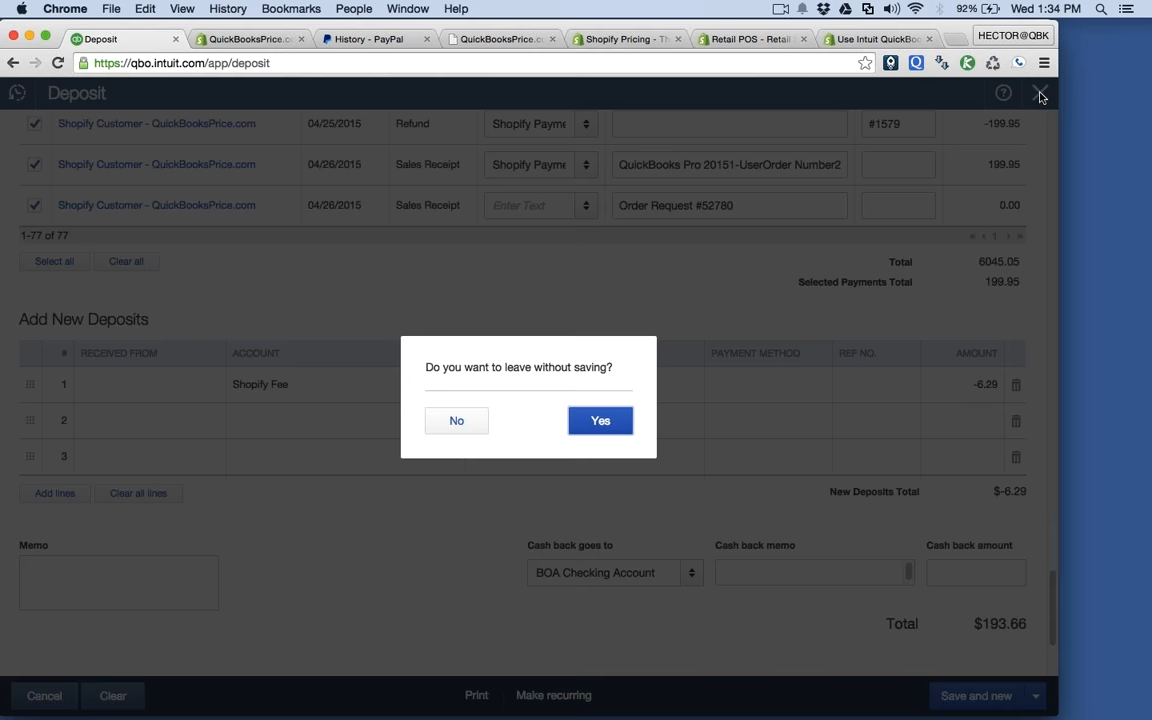 Chrome File Edit View History Bookmarks People Window Help 92% Wed 1:34 PM
Deposit QuickBooksPrice.c History - PayPal QuickBooksPrice.c Shopify Pricing - Th Retail POS - Retail Use Intuit QuickBo HECTOR@QBK
https://qbo.intuit.com/app/deposit
Deposit
Shopify Customer - QuickBooksPrice.com 04/25/2015 Refund Shopify Payme #1579 -199.95
Shopify Customer - QuickBooksPrice.com 04/26/2015 Sales Receipt Shopify Payme QuickBooks Pro 20151-UserOrder Number2 199.95
Shopify Customer - QuickBooksPrice.com 04/26/2015 Sales Receipt Enter Text Order Request #52780 0.00
1-77 of 77 1
Select all Clear all Total 6045.05
Selected Payments Total 199.95
Add New Deposits
# RECEIVED FROM ACCOUNT PAYMENT METHOD REF NO. AMOUNT
Do you want to leave without saving?
1 Shopify Fee -6.29
2
No Yes
3
Add lines Clear all lines New Deposits Total $-6.29
Memo Cash back goes to Cash back memo Cash back amount
BOA Checking Account
Total $193.66
Cancel Clear Print Make recurring Save and new